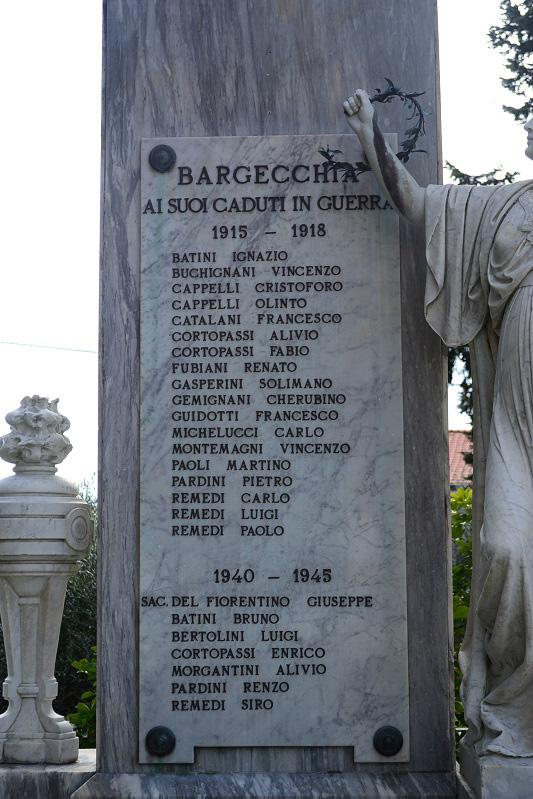 BARGECCHIA
AI SUOI CADUTI IN GUERRA
1915 – 1918
BATINI IGNAZIO
BUCHIGNANI VINCENZO
CAPPELLI CRISTOFORO
CAPPELLI OLINTO
CATALANI FRANCESCO
CORTOPASSI ALIVIO
CORTOPASSI FABIO
FUBIANI RENATO
GASPERINI SOLIMANO
GEMIGNANI CHERUBINO
GUIDOTTI FRANCESCO
MICHELUCCI CARLO
MONTEMAGNI VINCENZO
PAOLI MARTINO
PARDINI PIETRO
REMEDI CARLO
REMEDI LUIGI
REMEDI PAOLO
1940 – 1945
SAC. DEL FIORENTINO GIUSEPPE
BATINI BRUNO
BERTOLINI LUIGI
CORTOPASSI ENRICO
MORGANTINI ALIVIO
PARDINI RENZO
REMEDI SIRO